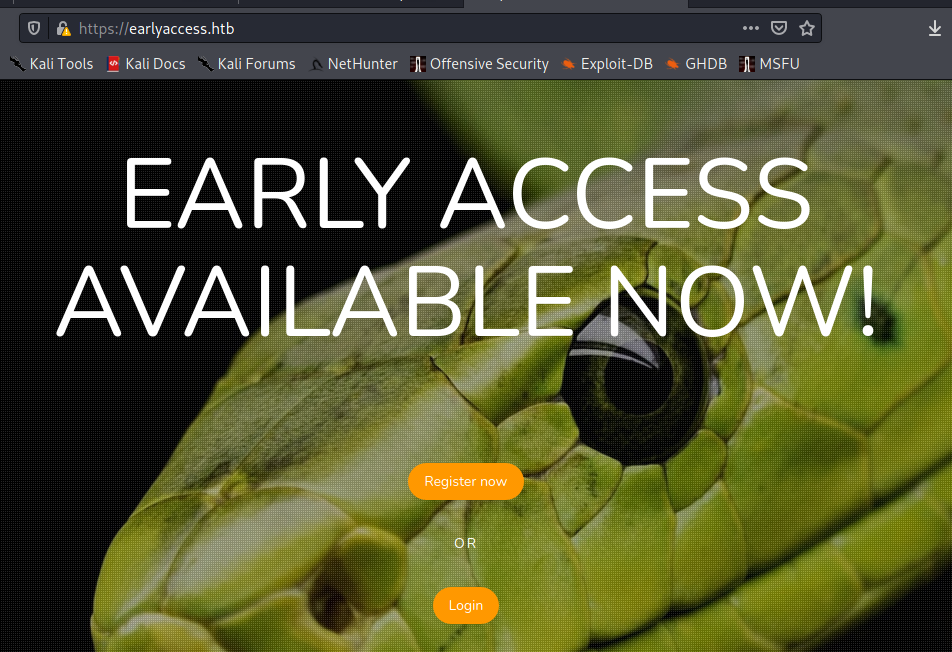 https://earlyaccess.htb
Kali Tools Kali Docs Kali Forums NetHunter Offensive Security Exploit-DB GHDB MSFU
EARLY ACCESS
AVAILABLE NOW!
Register now
OR
Login